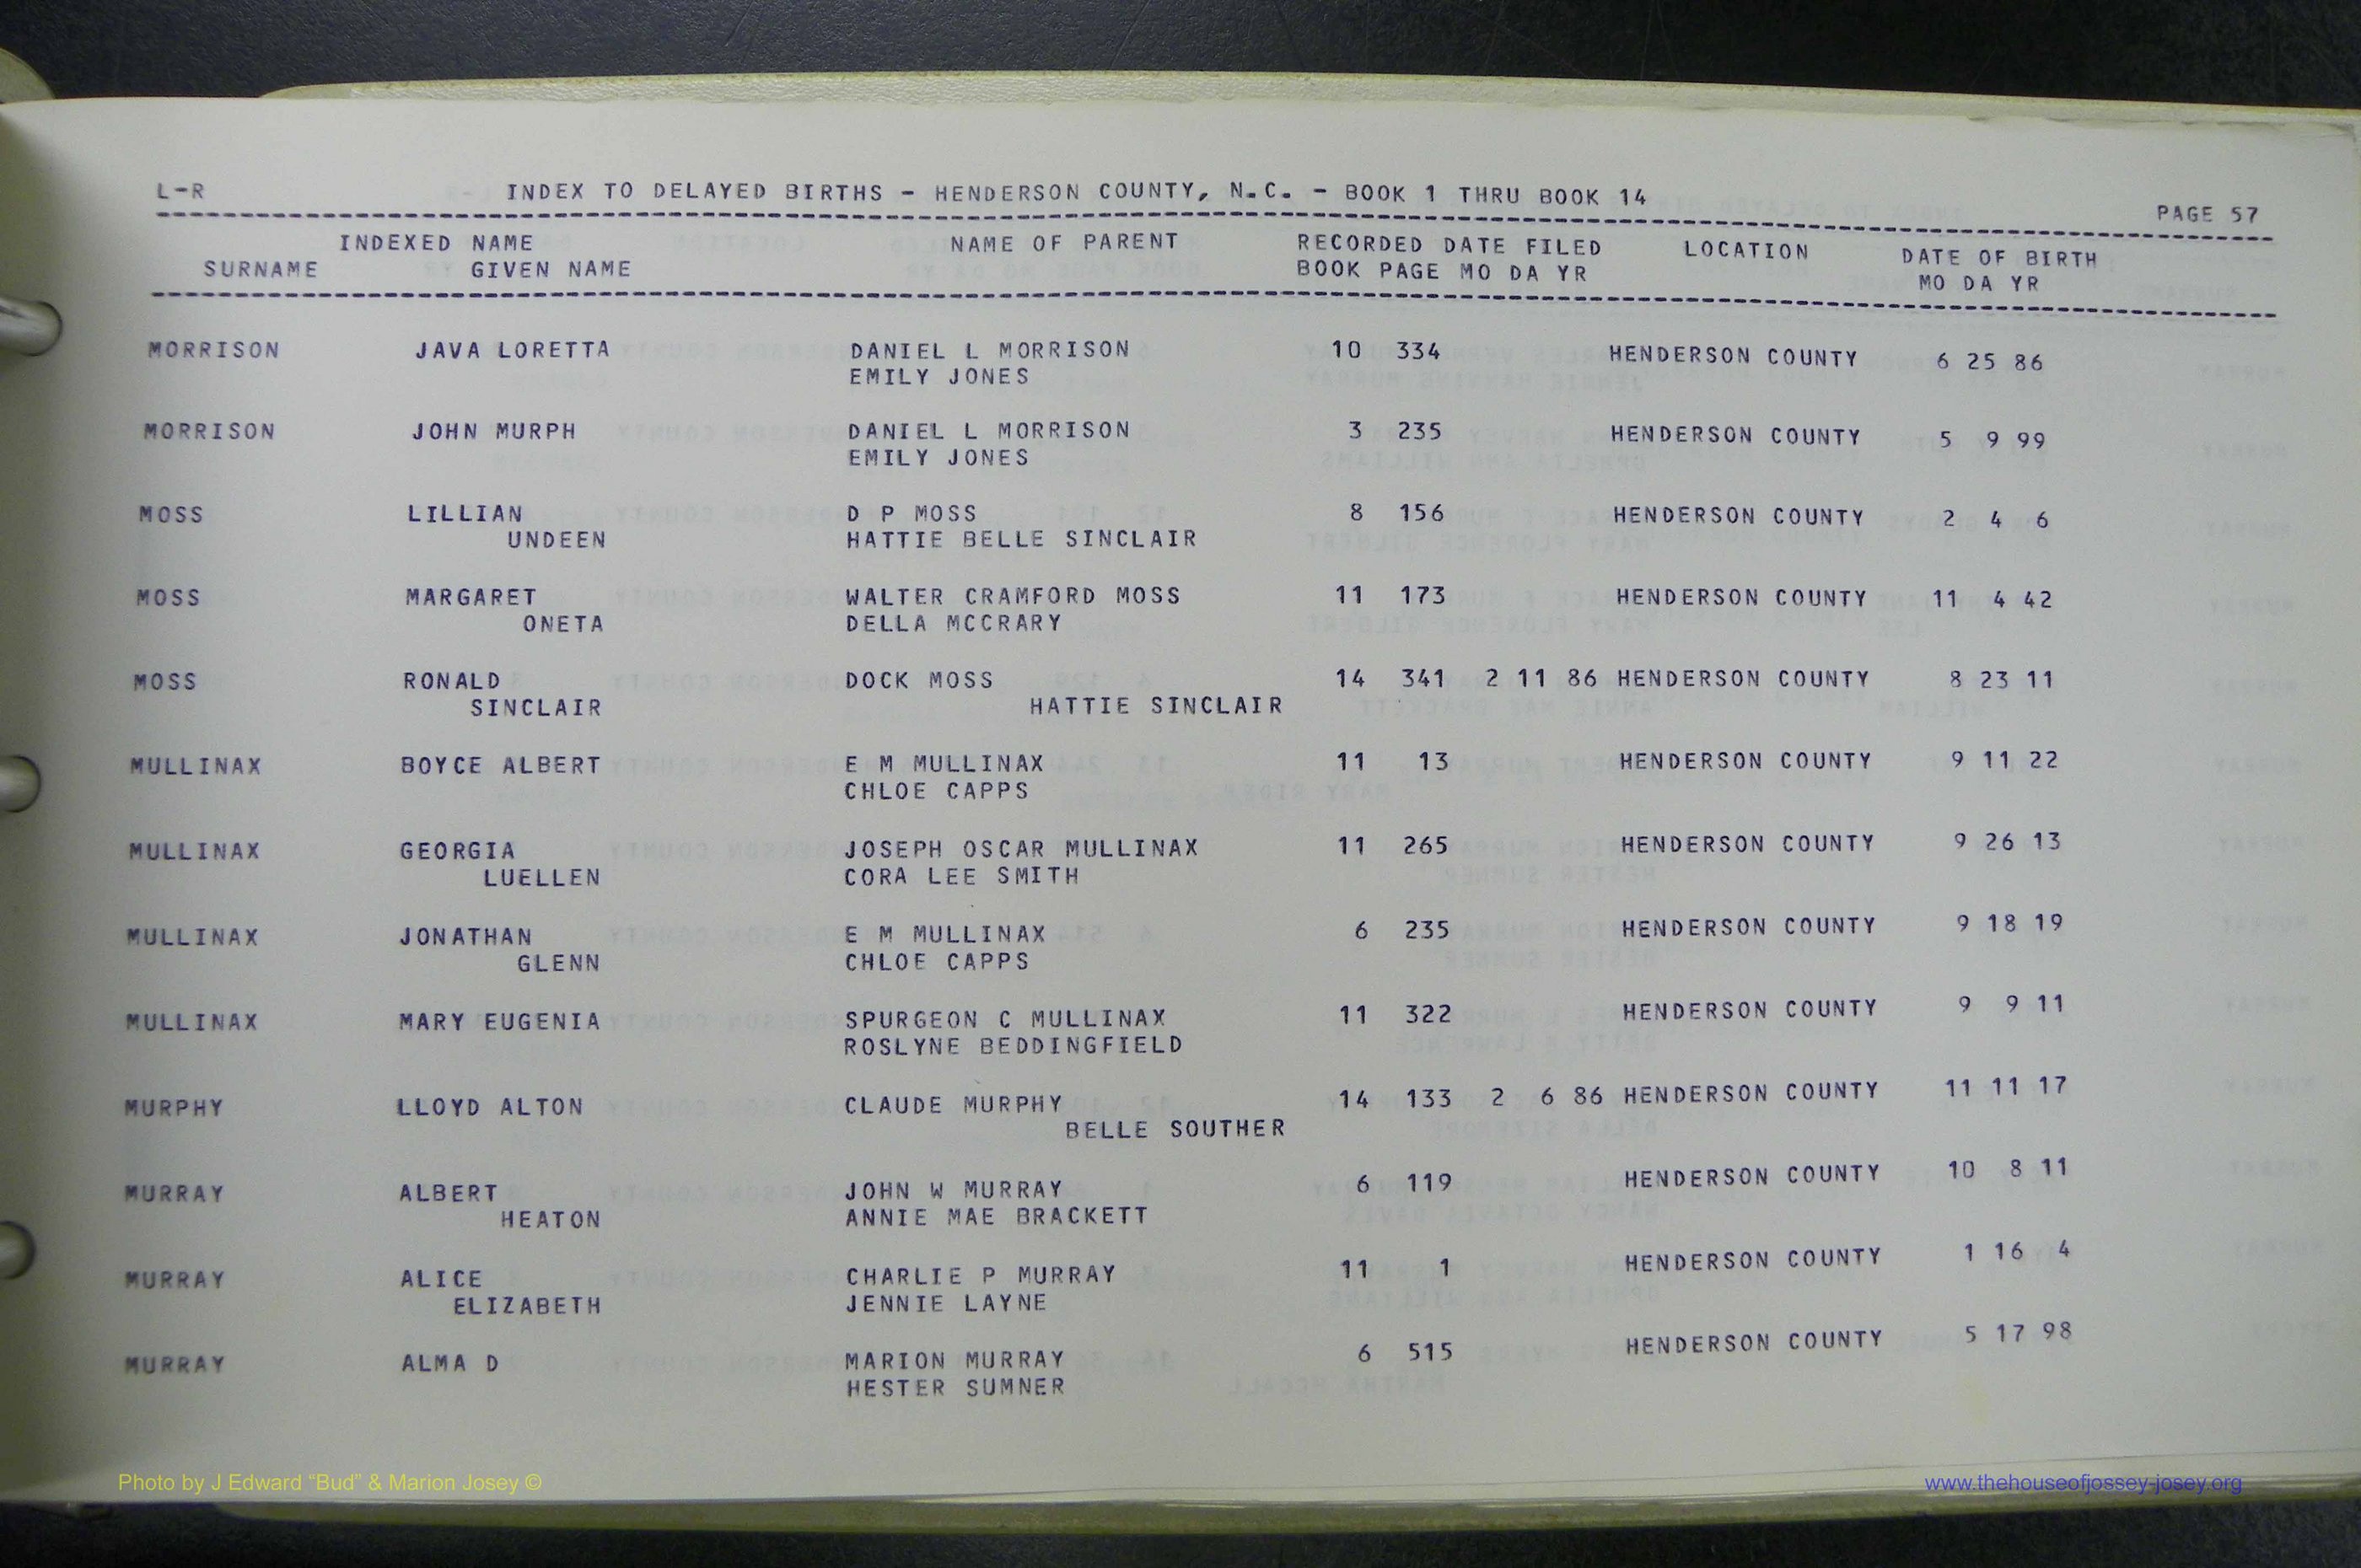 L-R INDEX TO DELAYED BIRTHS - HENDERSON COUNTY, N.C. - BOOK 1 THRU BOOK 14 PAGE 57
INDEXED NAME NAME OF PARENT RECORDED DATE FILED LOCATION DATE OF BIRTH
SURNAME GIVEN NAME BOOK PAGE MO DA YR MO DA YR
MORRISON JAVA LORETTA DANIEL L MORRISON 10 334 HENDERSON COUNTY 6 25 86
EMILY JONES
MORRISON JOHN MURPH DANIEL L MORRISON 3 235 HENDERSON COUNTY 5 9 99
EMILY JONES
MOSS LILLIAN D P MOSS 8 156 HENDERSON COUNTY 2 4 6
UNDEEN HATTIE BELLE SINCLAIR
MOSS MARGARET WALTER CRAMFORD MOSS 11 173 HENDERSON COUNTY 11 4 42
ONETA DELLA MCCRARY
MOSS RONALD DOCK MOSS 14 341 2 11 86 HENDERSON COUNTY 8 23 11
SINCLAIR HATTIE SINCLAIR
MULLINAX BOYCE ALBERT E M MULLINAX 11 13 HENDERSON COUNTY 9 11 22
CHLOE CAPPS
MULLINAX GEORGIA JOSEPH OSCAR MULLINAX 11 265 HENDERSON COUNTY 9 26 13
LUELLEN CORA LEE SMITH
MULLINAX JONATHAN E M MULLINAX 6 235 HENDERSON COUNTY 9 18 19
GLENN CHLOE CAPPS
MULLINAX MARY EUGENIA SPURGEON C MULLINAX 11 322 HENDERSON COUNTY 9 9 11
ROSLYNE BEDDINGFIELD
MURPHY LLOYD ALTON CLAUDE MURPHY 14 133 2 6 86 HENDERSON COUNTY 11 11 17
BELLE SOUTHER
MURRAY ALBERT JOHN W MURRAY 6 119 HENDERSON COUNTY 10 8 11
HEATON ANNIE MAE BRACKETT
MURRAY ALICE CHARLIE P MURRAY 11 1 HENDERSON COUNTY 1 16 4
ELIZABETH JENNIE LAYNE
MURRAY ALMA D MARION MURRAY 6 515 HENDERSON COUNTY 5 17 98
HESTER SUMNER
Photo by J Edward “Bud” & Marion Josey © www.thehouseofjossey-josey.org